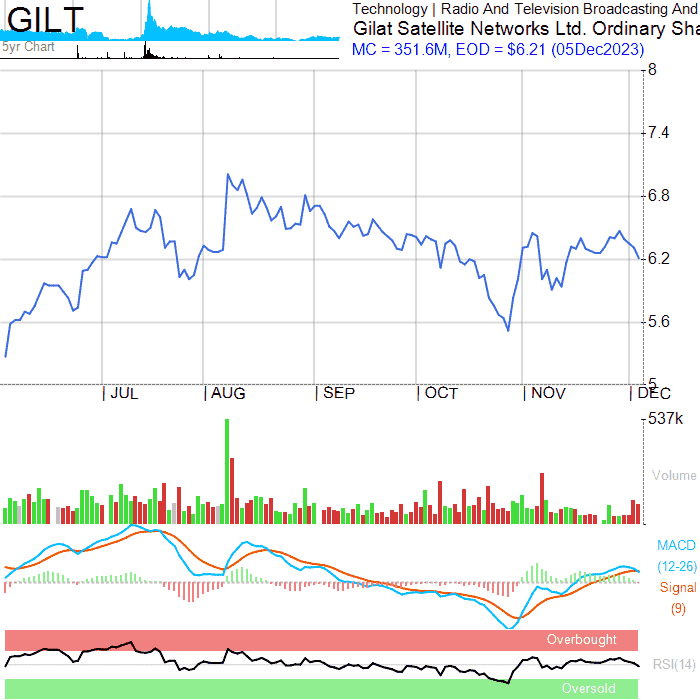 GILT
5yr Chart
Technology | Radio And Television Broadcasting And
Gilat Satellite Networks Ltd. Ordinary Sha
MC = 351.6M, EOD = $6.21 (05Dec2023)
8
7.4
6.8
6.2
5.6
5
| JUL | AUG | SEP | OCT | NOV | DEC
537k
Volume
MACD
(12-26)
Signal
(9)
Overbought
RSI(14)
Oversold